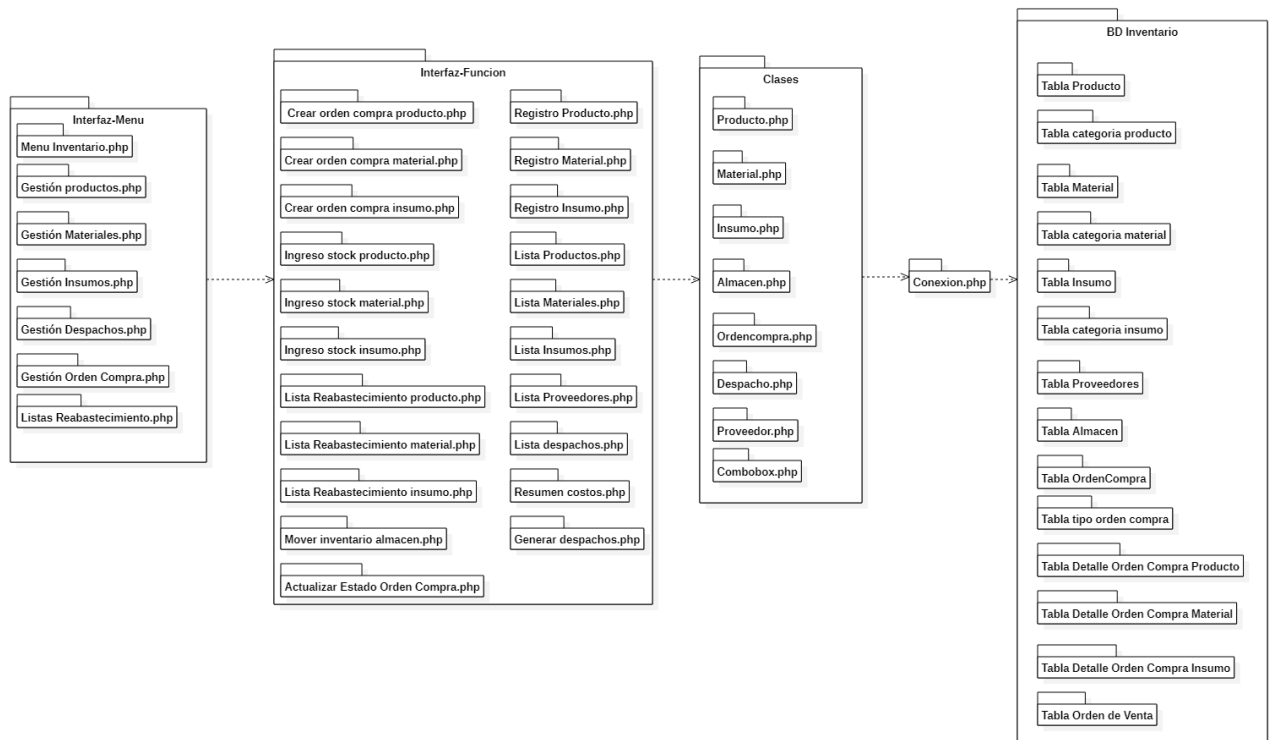 Interfaz-Menu
Menu Inventario.php
Gestión productos.php
Gestión Materiales.php
Gestión Insumos.php
Gestión Despachos.php
Gestión Orden Compra.php
Listas Reabastecimiento.php
Interfaz-Funcion
Crear orden compra producto.php
Crear orden compra material.php
Crear orden compra insumo.php
Ingreso stock producto.php
Ingreso stock material.php
Ingreso stock insumo.php
Lista Reabastecimiento producto.php
Lista Reabastecimiento material.php
Lista Reabastecimiento insumo.php
Mover inventario almacen.php
Actualizar Estado Orden Compra.php
Registro Producto.php
Registro Material.php
Registro Insumo.php
Lista Productos.php
Lista Materiales.php
Lista Insumos.php
Lista Proveedores.php
Lista despachos.php
Resumen costos.php
Generar despachos.php
Clases
Producto.php
Material.php
Insumo.php
Almacen.php
Ordencompra.php
Despacho.php
Proveedor.php
Combobox.php
Conexion.php
BD Inventario
Tabla Producto
Tabla categoria producto
Tabla Material
Tabla categoria material
Tabla Insumo
Tabla categoria insumo
Tabla Proveedores
Tabla Almacen
Tabla OrdenCompra
Tabla tipo orden compra
Tabla Detalle Orden Compra Producto
Tabla Detalle Orden Compra Material
Tabla Detalle Orden Compra Insumo
Tabla Orden de Venta